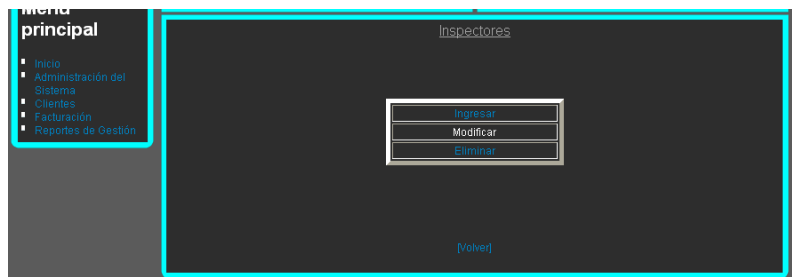 Menú
principal
Inicio
Administración del
Sistema
Clientes
Facturación
Reportes de Gestión
Inspectores
Ingresar
Modificar
Eliminar
[Volver]